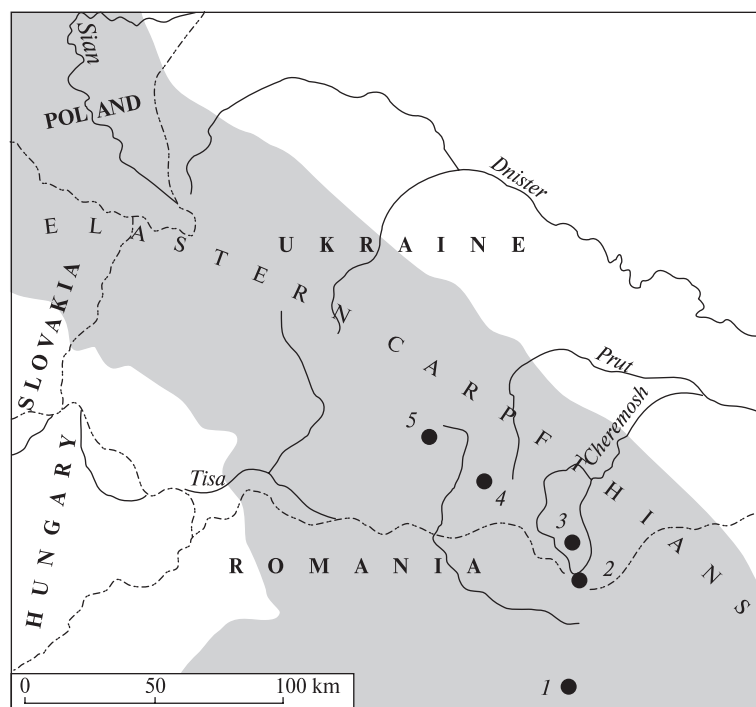 Sian
POLAND
Dnister
E L A S T E R N C A R P F T H I A N S
U K R A I N E
SLOVAKIA
Prut
Cheremosh
5
4
Tisa
3
2
HUNGARY
R O M A N I A
1
0 50 100 km